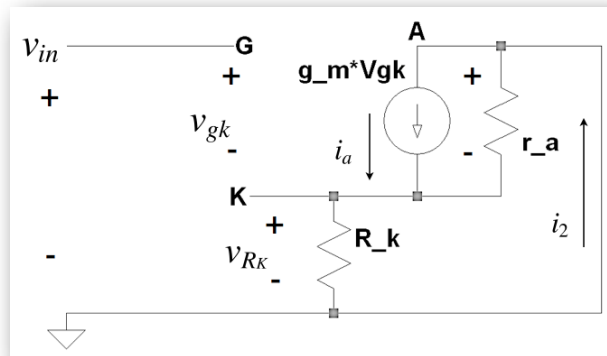 v_in
G
A
+
+
g_m*Vgk
+
v_gk
i_a
-
-
r_a
K
+
i_2
v_RK
R_k
-
-